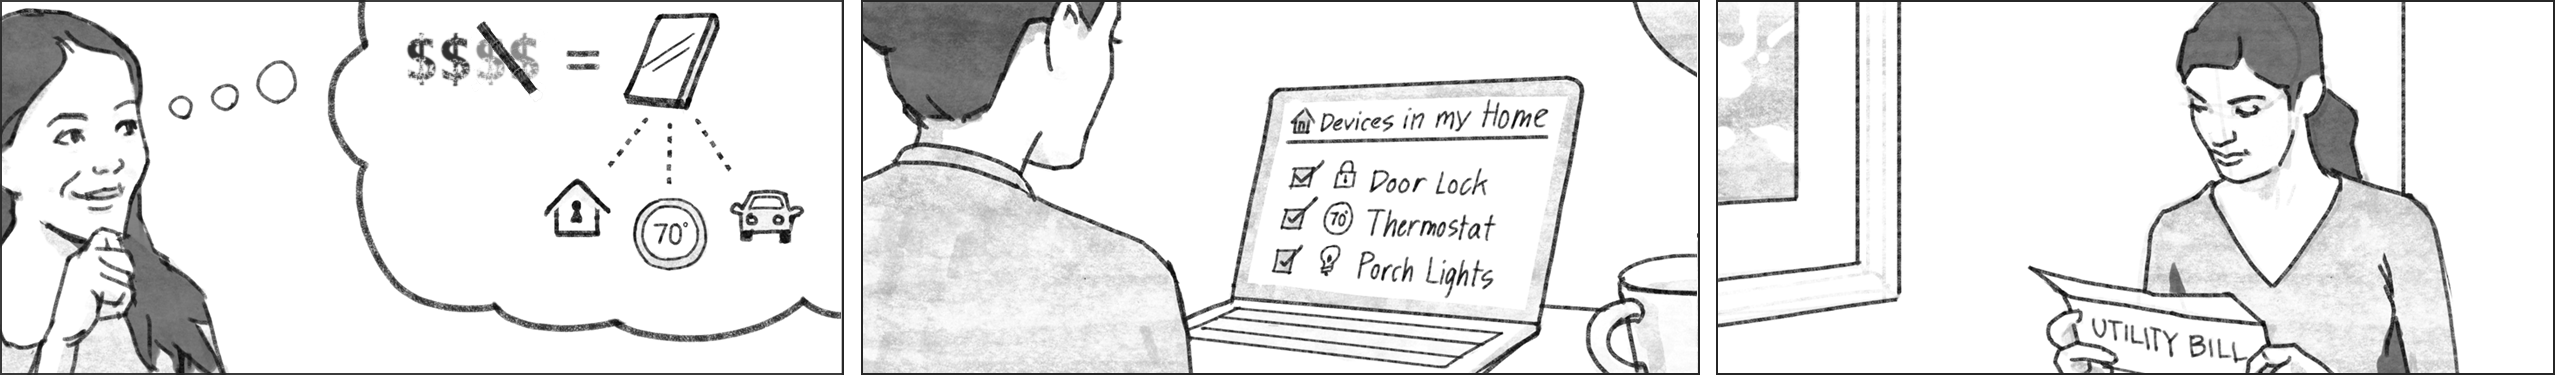 $$$$ =
70°
Devices in my Home
Door Lock
70° Thermostat
Porch Lights
UTILITY BILL